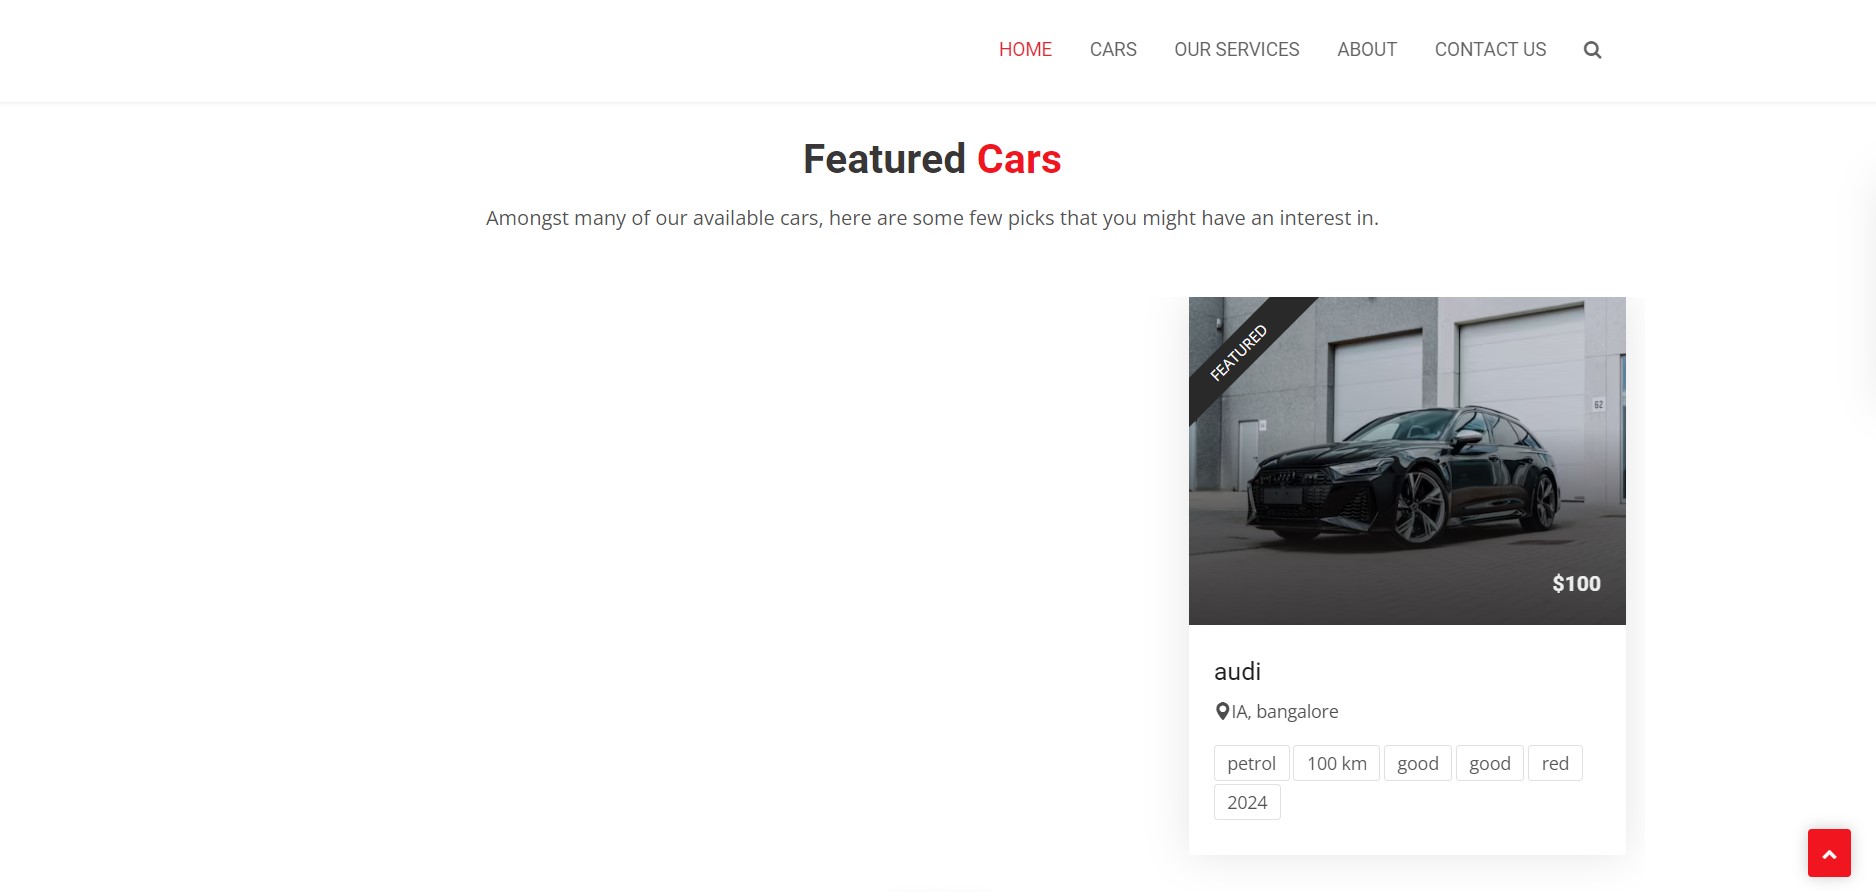 HOME CARS OUR SERVICES ABOUT CONTACT US
Featured Cars
Amongst many of our available cars, here are some few picks that you might have an interest in.
FEATURED
62
$100
audi
IA, bangalore
petrol 100 km good good red
2024